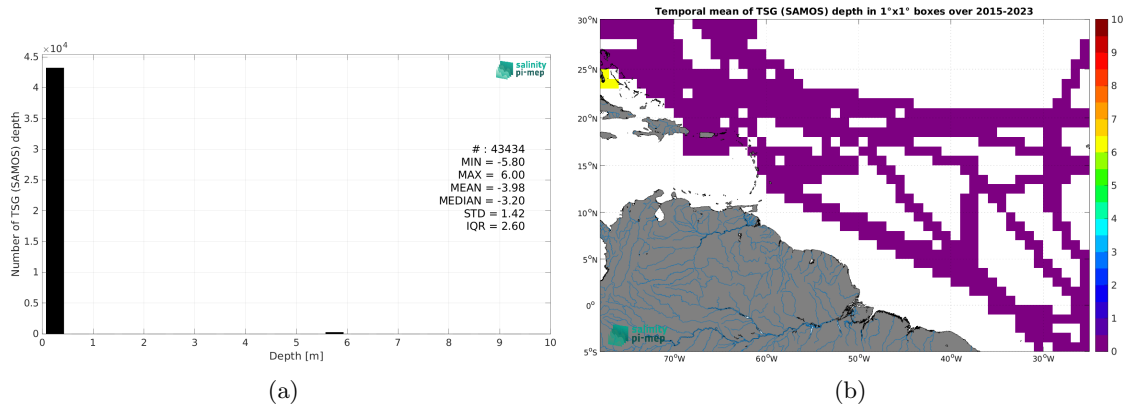 ×10⁴
4.5
4
3.5
3
2.5
2
1.5
1
0.5
0
Number of TSG (SAMOS) depth
salinity
pi-mep
# : 43434
MIN = -5.80
MAX = 6.00
MEAN = -3.98
MEDIAN = -3.20
STD = 1.42
IQR = 2.60
0 1 2 3 4 5 6 7 8 9 10
Depth [m]
(a)
Temporal mean of TSG (SAMOS) depth in 1°x1° boxes over 2015-2023
30°N
25°N
20°N
15°N
10°N
5°N
0°
5°S
salinity
pi-mep
70°W 60°W 50°W 40°W 30°W
10
9
8
7
6
5
4
3
2
1
0
(b)